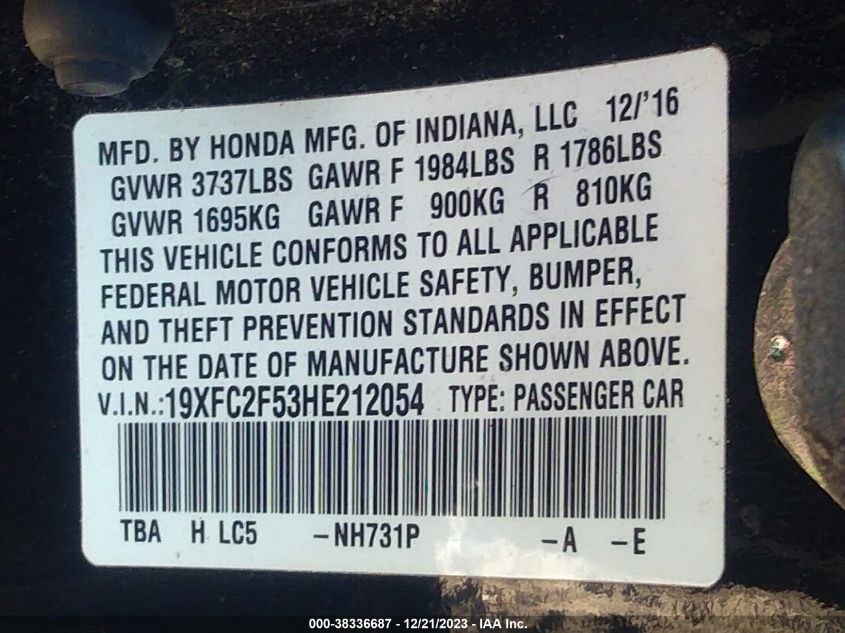 MFD. BY HONDA MFG. OF INDIANA, LLC 12/'16
GVWR 3737LBS GAWR F 1984LBS R 1786LBS
GVWR 1695KG GAWR F 900KG R 810KG
THIS VEHICLE CONFORMS TO ALL APPLICABLE
FEDERAL MOTOR VEHICLE SAFETY, BUMPER,
AND THEFT PREVENTION STANDARDS IN EFFECT
ON THE DATE OF MANUFACTURE SHOWN ABOVE.
V.I.N.:19XFC2F53HE212054 TYPE: PASSENGER CAR
TBA H LC5 -NH731P -A -E
000-38336687 - 12/21/2023 - IAA Inc.